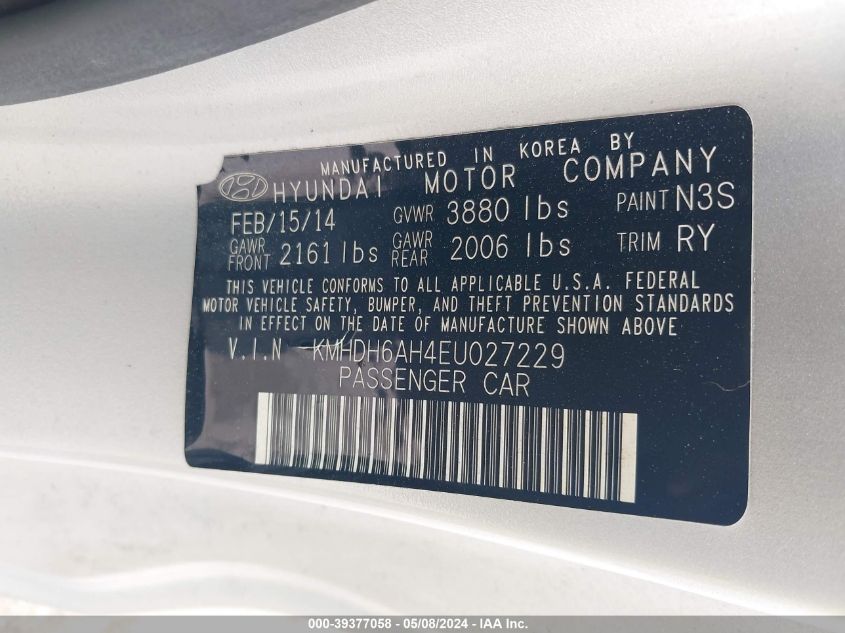 MANUFACTURED IN KOREA BY
HYUNDAI MOTOR COMPANY
FEB/15/14 GVWR 3880 lbs PAINT N3S
GAWR FRONT 2161 lbs GAWR REAR 2006 lbs TRIM RY
THIS VEHICLE CONFORMS TO ALL APPLICABLE U.S.A. FEDERAL
MOTOR VEHICLE SAFETY, BUMPER, AND THEFT PREVENTION STANDARDS
IN EFFECT ON THE DATE OF MANUFACTURE SHOWN ABOVE
V.I.N KMHDH6AH4EU027229
PASSENGER CAR
000-39377058 - 05/08/2024 - IAA Inc.